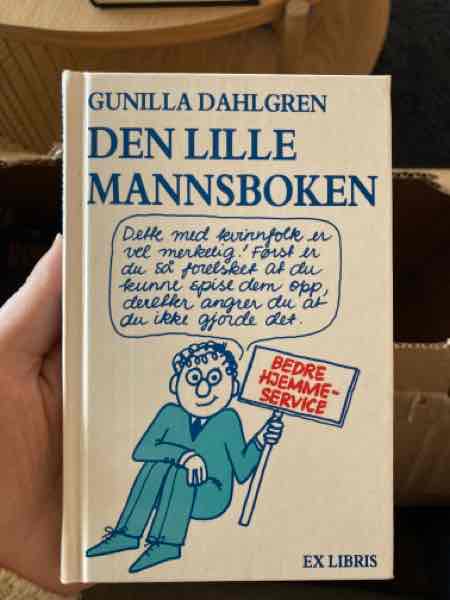 GUNILLA DAHLGREN
DEN LILLE
MANNSBOKEN
Dette med kvinnfolk er
vel merkelig! Først er
du så forelsket at du
kunne spise dem opp,
deretter angrer du at
du ikke gjorde det.
BEDRE
HJEMME-
SERVICE
EX LIBRIS